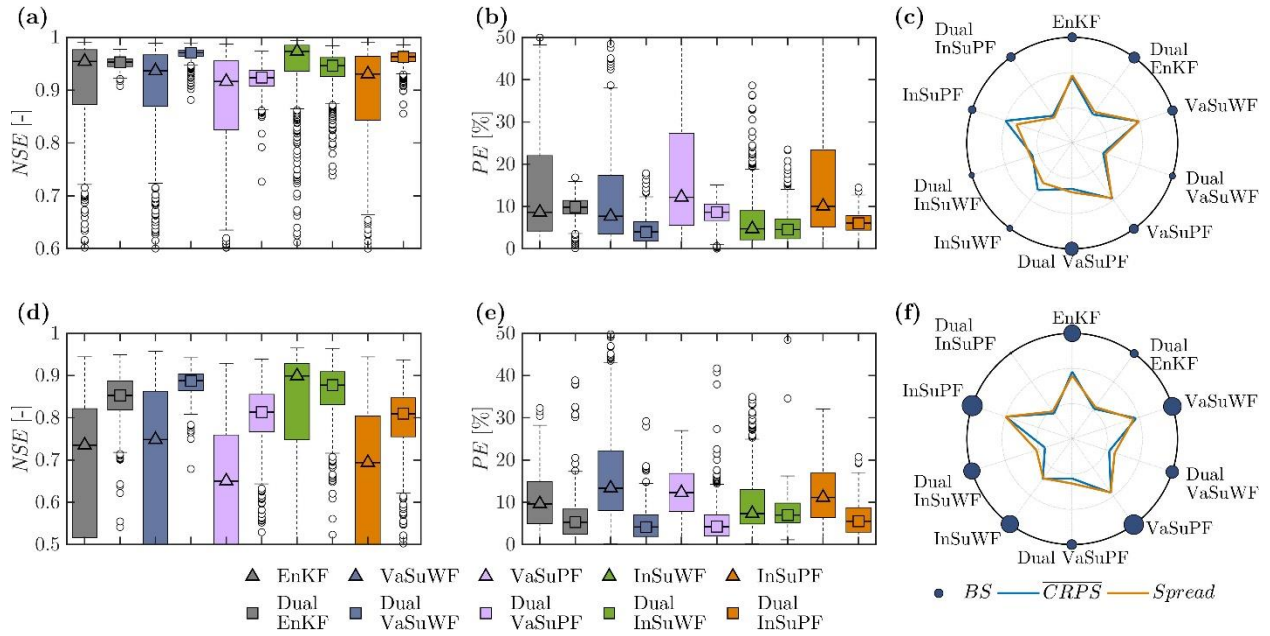 (a)
NSE [-]
1
0.9
0.8
0.7
0.6
(b)
PE [%]
50
40
30
20
10
0
(c)
EnKF
Dual
EnKF
VaSuWF
Dual
VaSuWF
VaSuPF
Dual VaSuPF
InSuWF
Dual
InSuWF
InSuPF
Dual
InSuPF
(d)
NSE [-]
1
0.9
0.8
0.7
0.6
0.5
(e)
PE [%]
50
40
30
20
10
0
(f)
EnKF
Dual
EnKF
VaSuWF
Dual
VaSuWF
VaSuPF
Dual VaSuPF
InSuWF
Dual
InSuWF
InSuPF
Dual
InSuPF
EnKF VaSuWF VaSuPF InSuWF InSuPF
Dual Dual Dual Dual Dual
EnKF VaSuWF VaSuPF InSuWF InSuPF
BS CRPS Spread